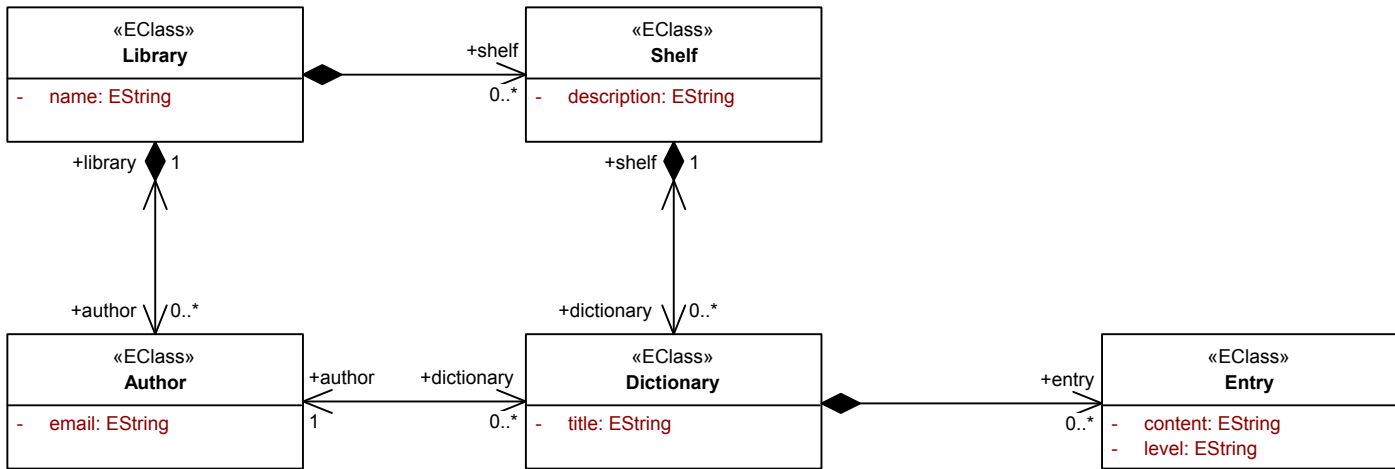 «EClass»
Library
- name: EString
+shelf
0..*
«EClass»
Shelf
- description: EString
+library 1
+shelf 1
+author 0..*
+dictionary 0..*
«EClass»
Author
- email: EString
+author
1
+dictionary
0..*
«EClass»
Dictionary
- title: EString
+entry
0..*
«EClass»
Entry
- content: EString
- level: EString